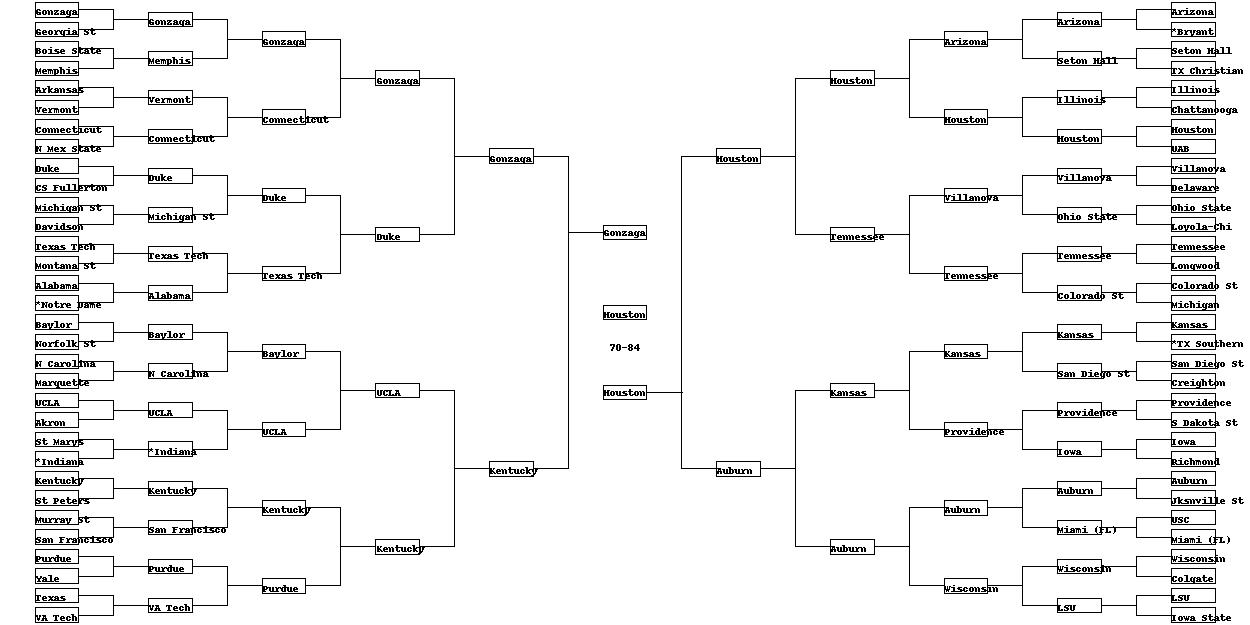 Gonzaga
Georgia St
Boise State
Memphis
Arkansas
Vermont
Connecticut
N Mex State
Duke
CS Fullerton
Michigan St
Davidson
Texas Tech
Montana St
Alabama
*Notre Dame
Baylor
Norfolk St
N Carolina
Marquette
UCLA
Akron
St Marys
*Indiana
Kentucky
St Peters
Murray St
San Francisco
Purdue
Yale
Texas
VA Tech
Gonzaga
Memphis
Vermont
Connecticut
Duke
Michigan St
Texas Tech
Alabama
Baylor
N Carolina
UCLA
*Indiana
Kentucky
San Francisco
Purdue
VA Tech
Gonzaga
Connecticut
Duke
Texas Tech
Baylor
UCLA
Kentucky
Purdue
Gonzaga
Duke
UCLA
Kentucky
Gonzaga
Kentucky
Gonzaga
Houston
70-84
Houston
Houston
Auburn
Houston
Tennessee
Kansas
Auburn
Arizona
Houston
Villanova
Tennessee
Kansas
Providence
Auburn
Wisconsin
Arizona
Seton Hall
Illinois
Houston
Villanova
Ohio State
Tennessee
Colorado St
Kansas
San Diego St
Providence
Iowa
Auburn
Miami (FL)
Wisconsin
LSU
Arizona
*Bryant
Seton Hall
TX Christian
Illinois
Chattanooga
Houston
UAB
Villanova
Delaware
Ohio State
Loyola-Chi
Tennessee
Longwood
Colorado St
Michigan
Kansas
*TX Southern
San Diego St
Creighton
Providence
S Dakota St
Iowa
Richmond
Auburn
Jksnville St
USC
Miami (FL)
Wisconsin
Colgate
LSU
Iowa State